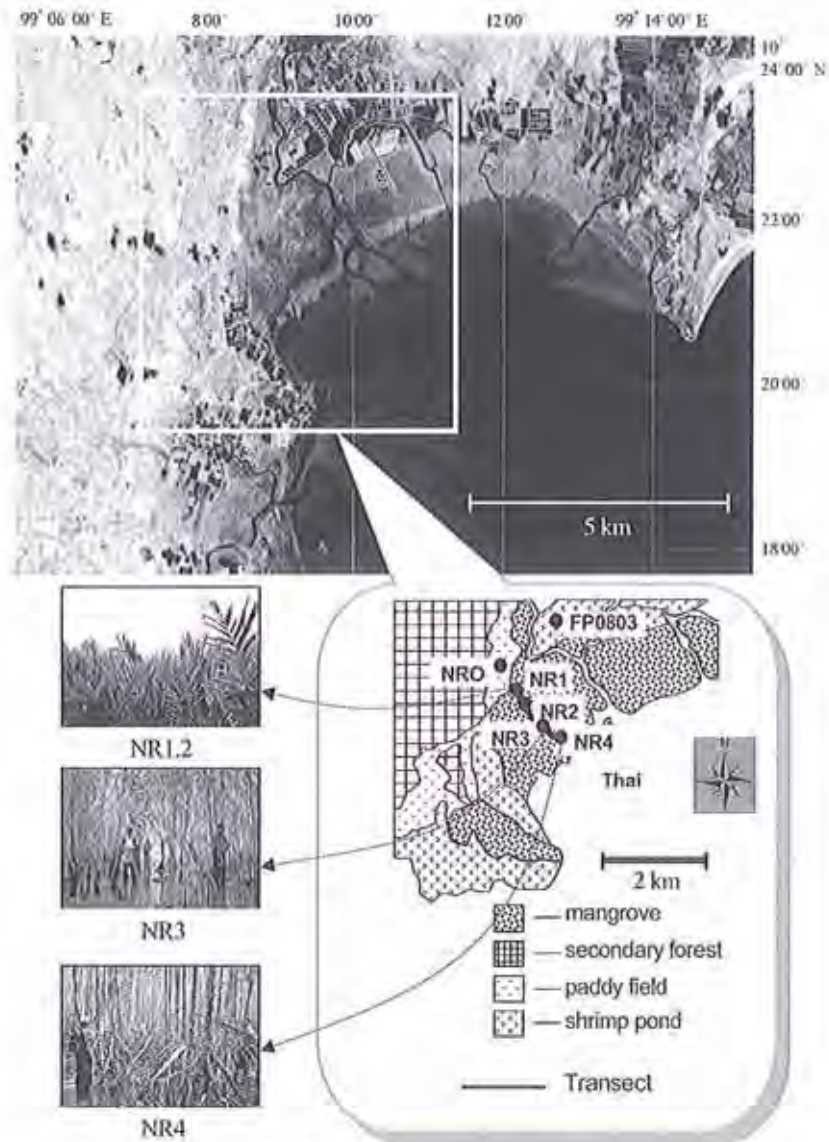 99° 06′ 00″ E 8′00″ 10′00″ 12′00″ 99° 14′ 00″ E
10°
24′ 00″ N
22′00″
20′00″
5 km
18′00″
FP0803
NRO
NR1
NR2
NR3
NR4
N
Thai
NR1.2
2 km
NR3
mangrove
secondary forest
paddy field
shrimp pond
Transect
NR4